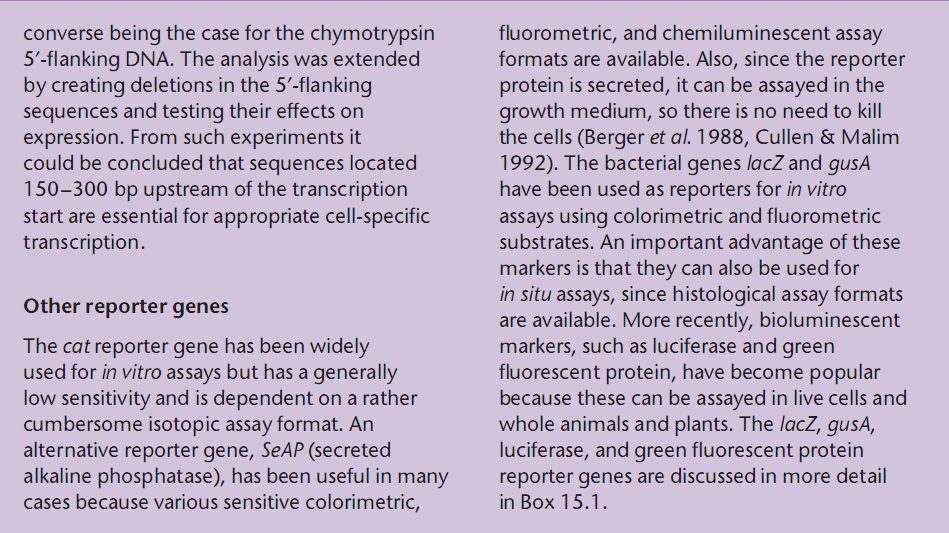 converse being the case for the chymotrypsin
5′-flanking DNA. The analysis was extended
by creating deletions in the 5′-flanking
sequences and testing their effects on
expression. From such experiments it
could be concluded that sequences located
150–300 bp upstream of the transcription
start are essential for appropriate cell-specific
transcription.
Other reporter genes
The cat reporter gene has been widely
used for in vitro assays but has a generally
low sensitivity and is dependent on a rather
cumbersome isotopic assay format. An
alternative reporter gene, SeAP (secreted
alkaline phosphatase), has been useful in many
cases because various sensitive colorimetric,
fluorometric, and chemiluminescent assay
formats are available. Also, since the reporter
protein is secreted, it can be assayed in the
growth medium, so there is no need to kill
the cells (Berger et al. 1988, Cullen & Malim
1992). The bacterial genes lacZ and gusA
have been used as reporters for in vitro
assays using colorimetric and fluorometric
substrates. An important advantage of these
markers is that they can also be used for
in situ assays, since histological assay formats
are available. More recently, bioluminescent
markers, such as luciferase and green
fluorescent protein, have become popular
because these can be assayed in live cells and
whole animals and plants. The lacZ, gusA,
luciferase, and green fluorescent protein
reporter genes are discussed in more detail
in Box 15.1.